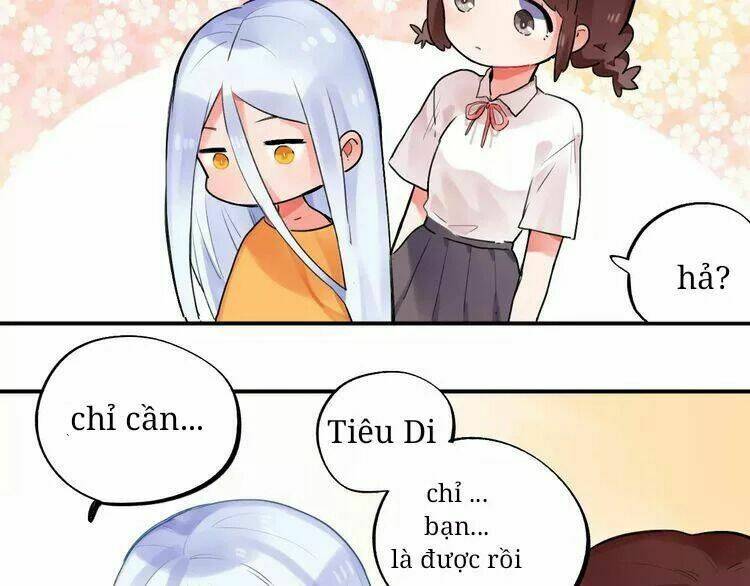 hả?
chỉ cần...
Tiêu Di
chỉ ...
bạn...
là được rồi